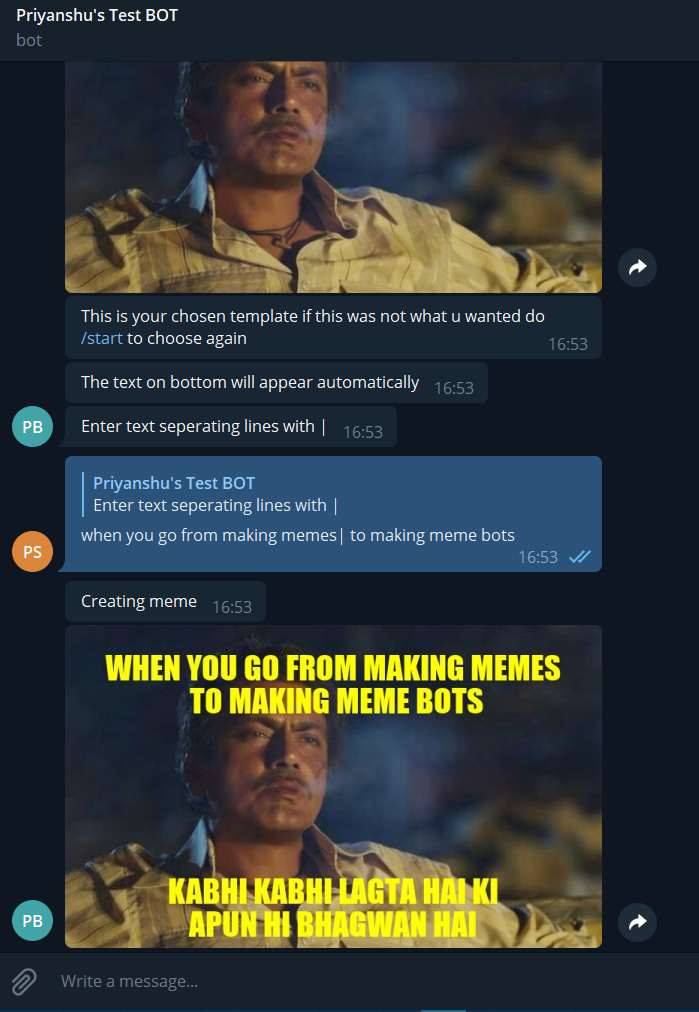 Priyanshu's Test BOT
bot
This is your chosen template if this was not what u wanted do
/start to choose again
16:53
The text on bottom will appear automatically 16:53
PB
Enter text seperating lines with | 16:53
Priyanshu's Test BOT
Enter text seperating lines with |
when you go from making memes| to making meme bots
16:53
PS
Creating meme 16:53
WHEN YOU GO FROM MAKING MEMES
TO MAKING MEME BOTS
KABHI KABHI LAGTA HAI KI
APUN HI BHAGWAN HAI
PB
Write a message...